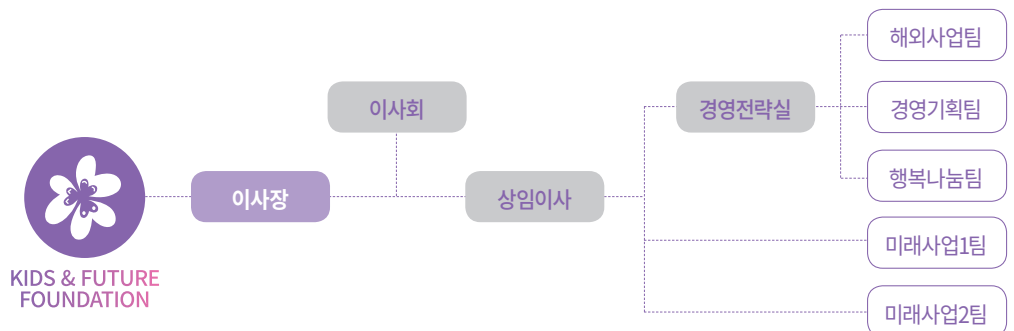 해외사업팀
이사회
경영전략실
경영기획팀
이사장
상임이사
행복나눔팀
미래사업1팀
KIDS & FUTURE
FOUNDATION
미래사업2팀